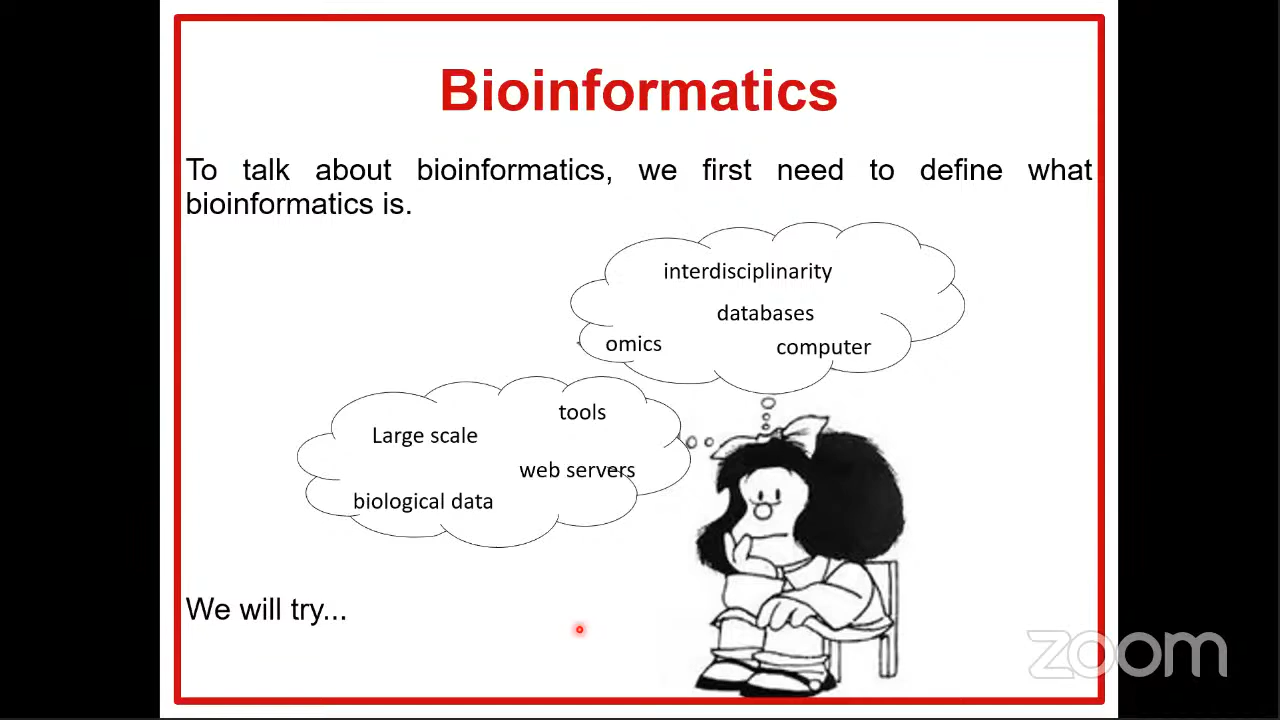 Bioinformatics
To talk about bioinformatics, we first need to define what
bioinformatics is.
interdisciplinarity
databases
omics
computer
tools
Large scale
web servers
biological data
We will try...
zoom